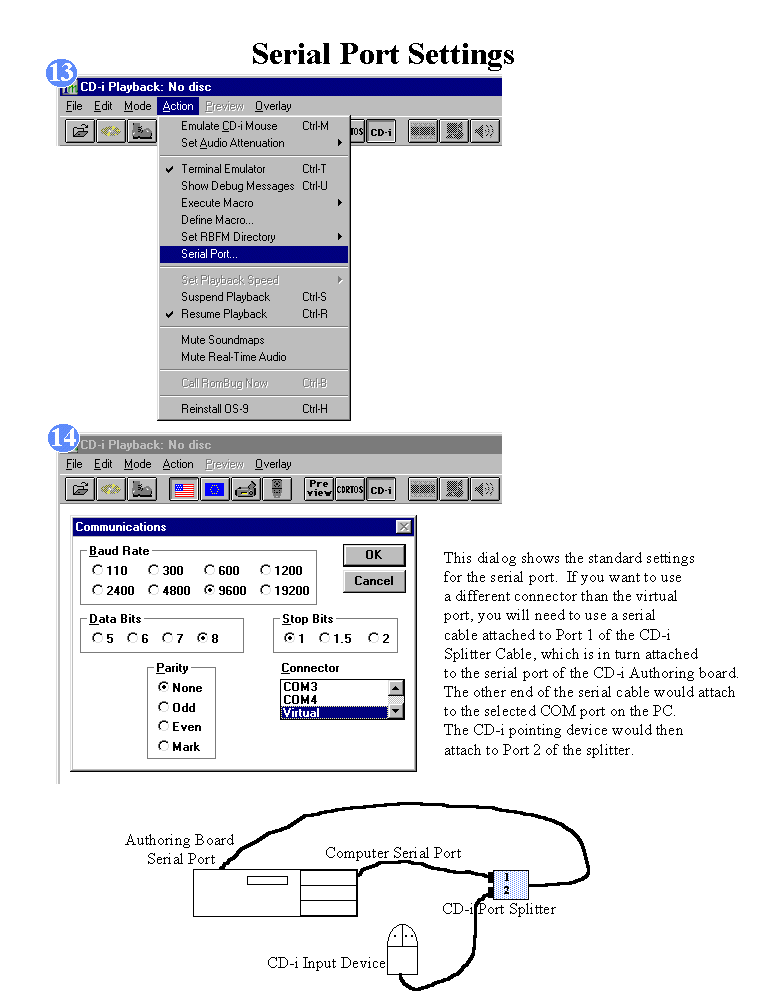 Serial Port Settings
13
CD-i Playback: No disc
File Edit Mode Action Preview Overlay
TOS CD-i
Emulate CD-i Mouse Ctrl-M
Set Audio Attenuation
Terminal Emulator Ctrl-T
Show Debug Messages Ctrl-U
Execute Macro
Define Macro...
Set RBFM Directory
Serial Port...
Set Playback Speed
Suspend Playback Ctrl-S
Resume Playback Ctrl-R
Mute Soundmaps
Mute Real-Time Audio
Call RomBug Now Ctrl-B
Reinstall OS-9 Ctrl-H
14
CD-i Playback: No disc
File Edit Mode Action Preview Overlay
Pre
view CDRTOS CD-i
Communications
Baud Rate
110 300 600 1200
2400 4800 9600 19200
OK
Cancel
Data Bits
5 6 7 8
Stop Bits
1 1.5 2
Parity
None
Odd
Even
Mark
Connector
COM3
COM4
Virtual
This dialog shows the standard settings
for the serial port. If you want to use
a different connector than the virtual
port, you will need to use a serial
cable attached to Port 1 of the CD-i
Splitter Cable, which is in turn attached
to the serial port of the CD-i Authoring board.
The other end of the serial cable would attach
to the selected COM port on the PC.
The CD-i pointing device would then
attach to Port 2 of the splitter.
Authoring Board
Serial Port
Computer Serial Port
1
2
CD-i Port Splitter
CD-i Input Device